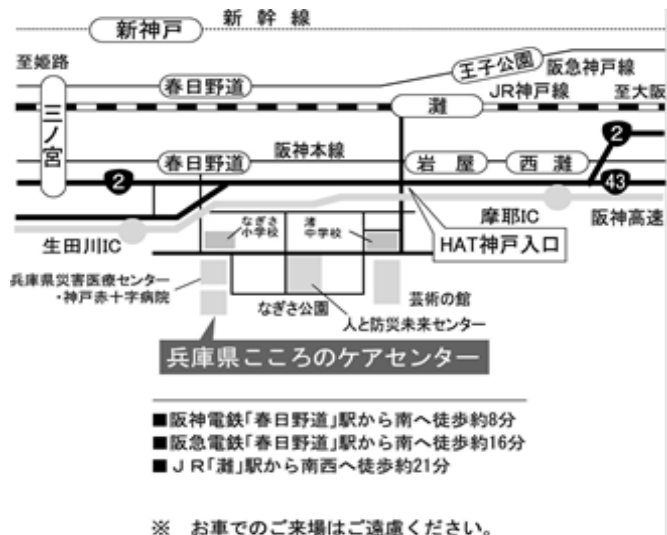 新幹線
新神戸
至姫路
王子公園
阪急神戸線
春日野道
JR神戸線
至大阪
灘
三ノ宮
2
阪神本線
春日野道
岩屋
西灘
2
43
生田川IC
なぎさ
小学校
渚
中学校
摩耶IC
阪神高速
HAT神戸入口
兵庫県災害医療センター
・神戸赤十字病院
なぎさ公園
芸術の館
人と防災未来センター
兵庫県こころのケアセンター
■阪神電鉄「春日野道」駅から南へ徒歩約8分
■阪急電鉄「春日野道」駅から南へ徒歩約16分
■JR「灘」駅から南西へ徒歩約21分
※ お車でのご来場はご遠慮ください。